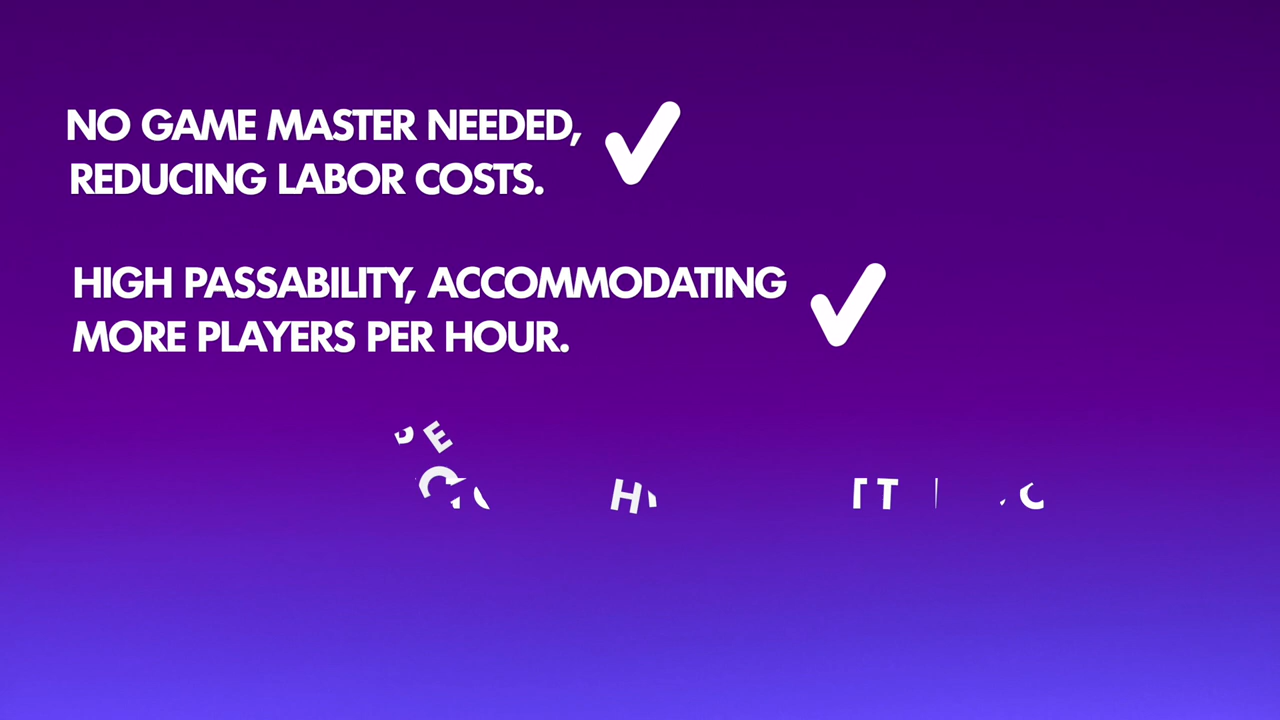 NO GAME MASTER NEEDED,
REDUCING LABOR COSTS.
HIGH PASSABILITY, ACCOMMODATING
MORE PLAYERS PER HOUR.